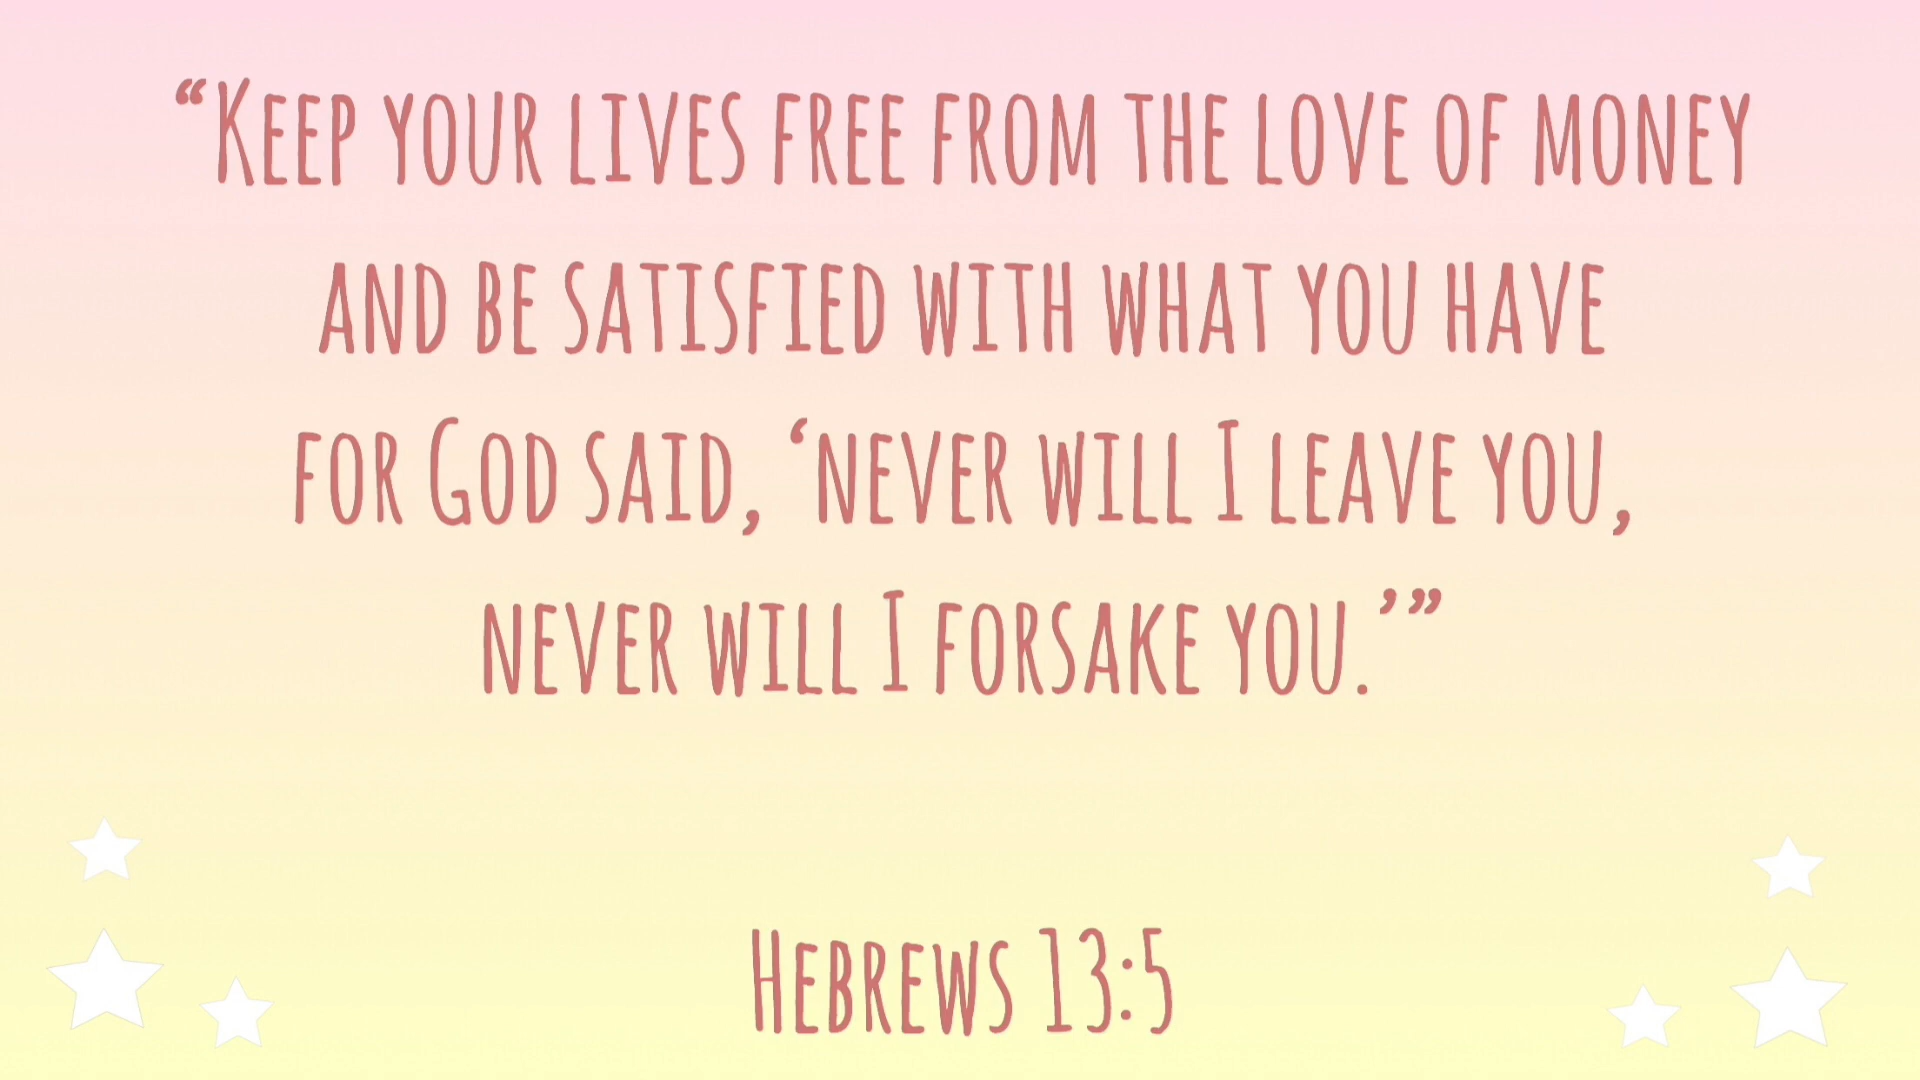 “Keep your lives free from the love of money
and be satisfied with what you have
for God said, ‘never will I leave you,
never will I forsake you.’”
Hebrews 13:5